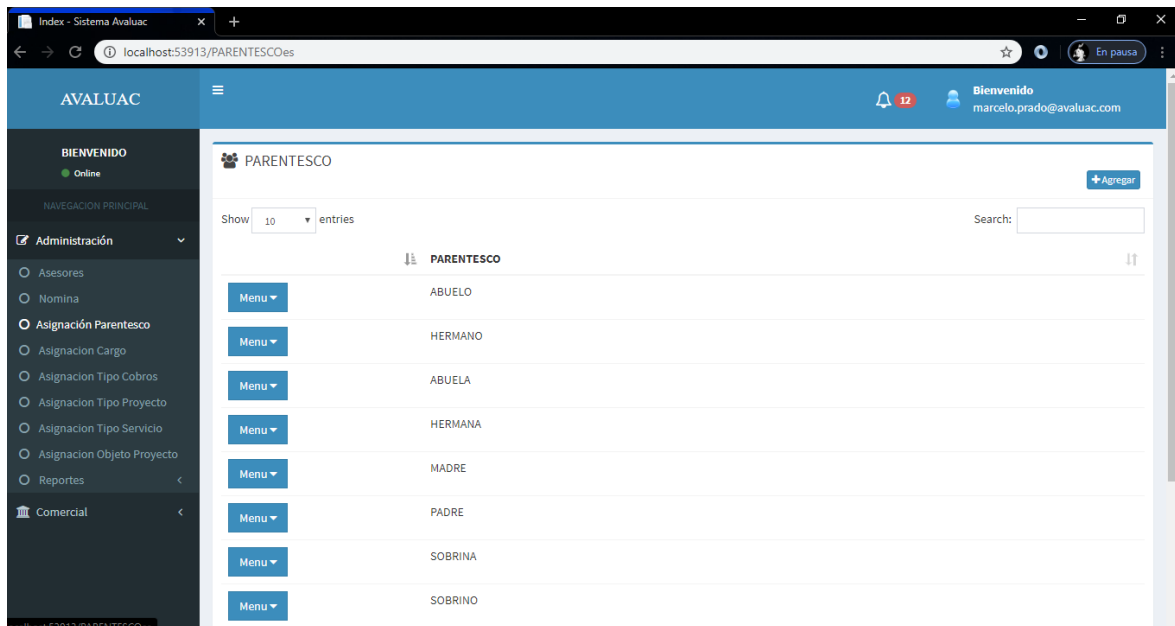 Index - Sistema Avaluac
localhost:53913/PARENTESCOes
En pausa
AVALUAC
12
Bienvenido
marcelo.prado@avaluac.com
BIENVENIDO
Online
NAVEGACION PRINCIPAL
Administración
Asesores
Nomina
Asignación Parentesco
Asignacion Cargo
Asignacion Tipo Cobros
Asignacion Tipo Proyecto
Asignacion Tipo Servicio
Asignacion Objeto Proyecto
Reportes
Comercial
PARENTESCO
Agregar
Show 10 entries
Search:
PARENTESCO
Menu ABUELO
Menu HERMANO
Menu ABUELA
Menu HERMANA
Menu MADRE
Menu PADRE
Menu SOBRINA
Menu SOBRINO